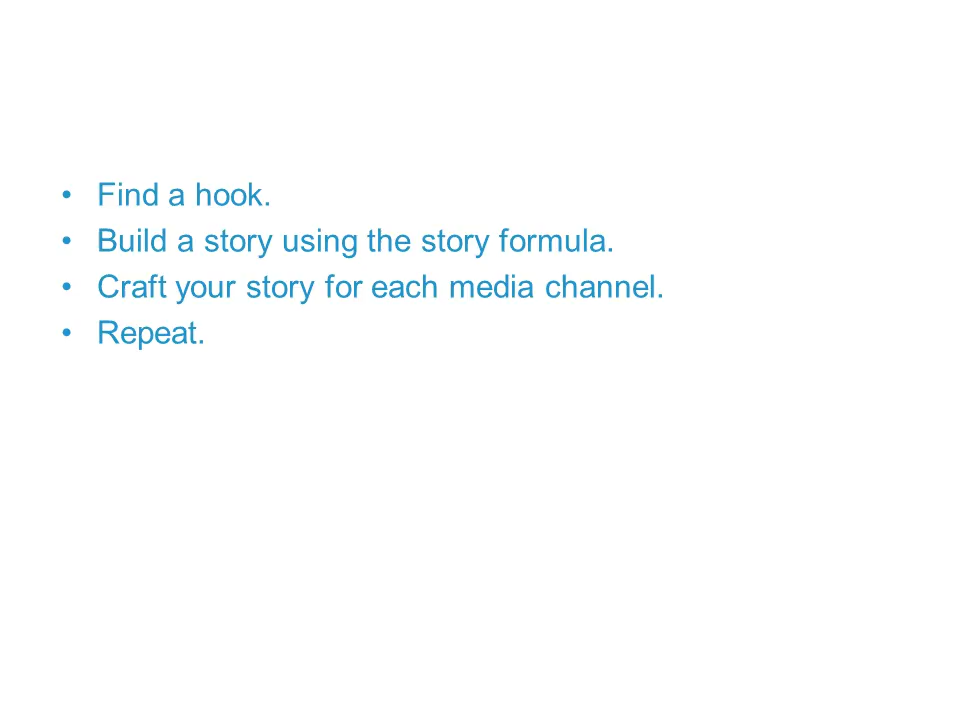 • Find a hook.
• Build a story using the story formula.
• Craft your story for each media channel.
• Repeat.